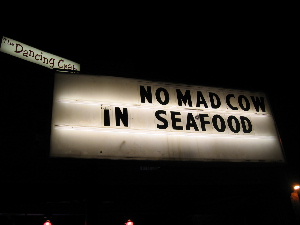 The Dancing Crab
NO MAD COW
IN SEAFOOD